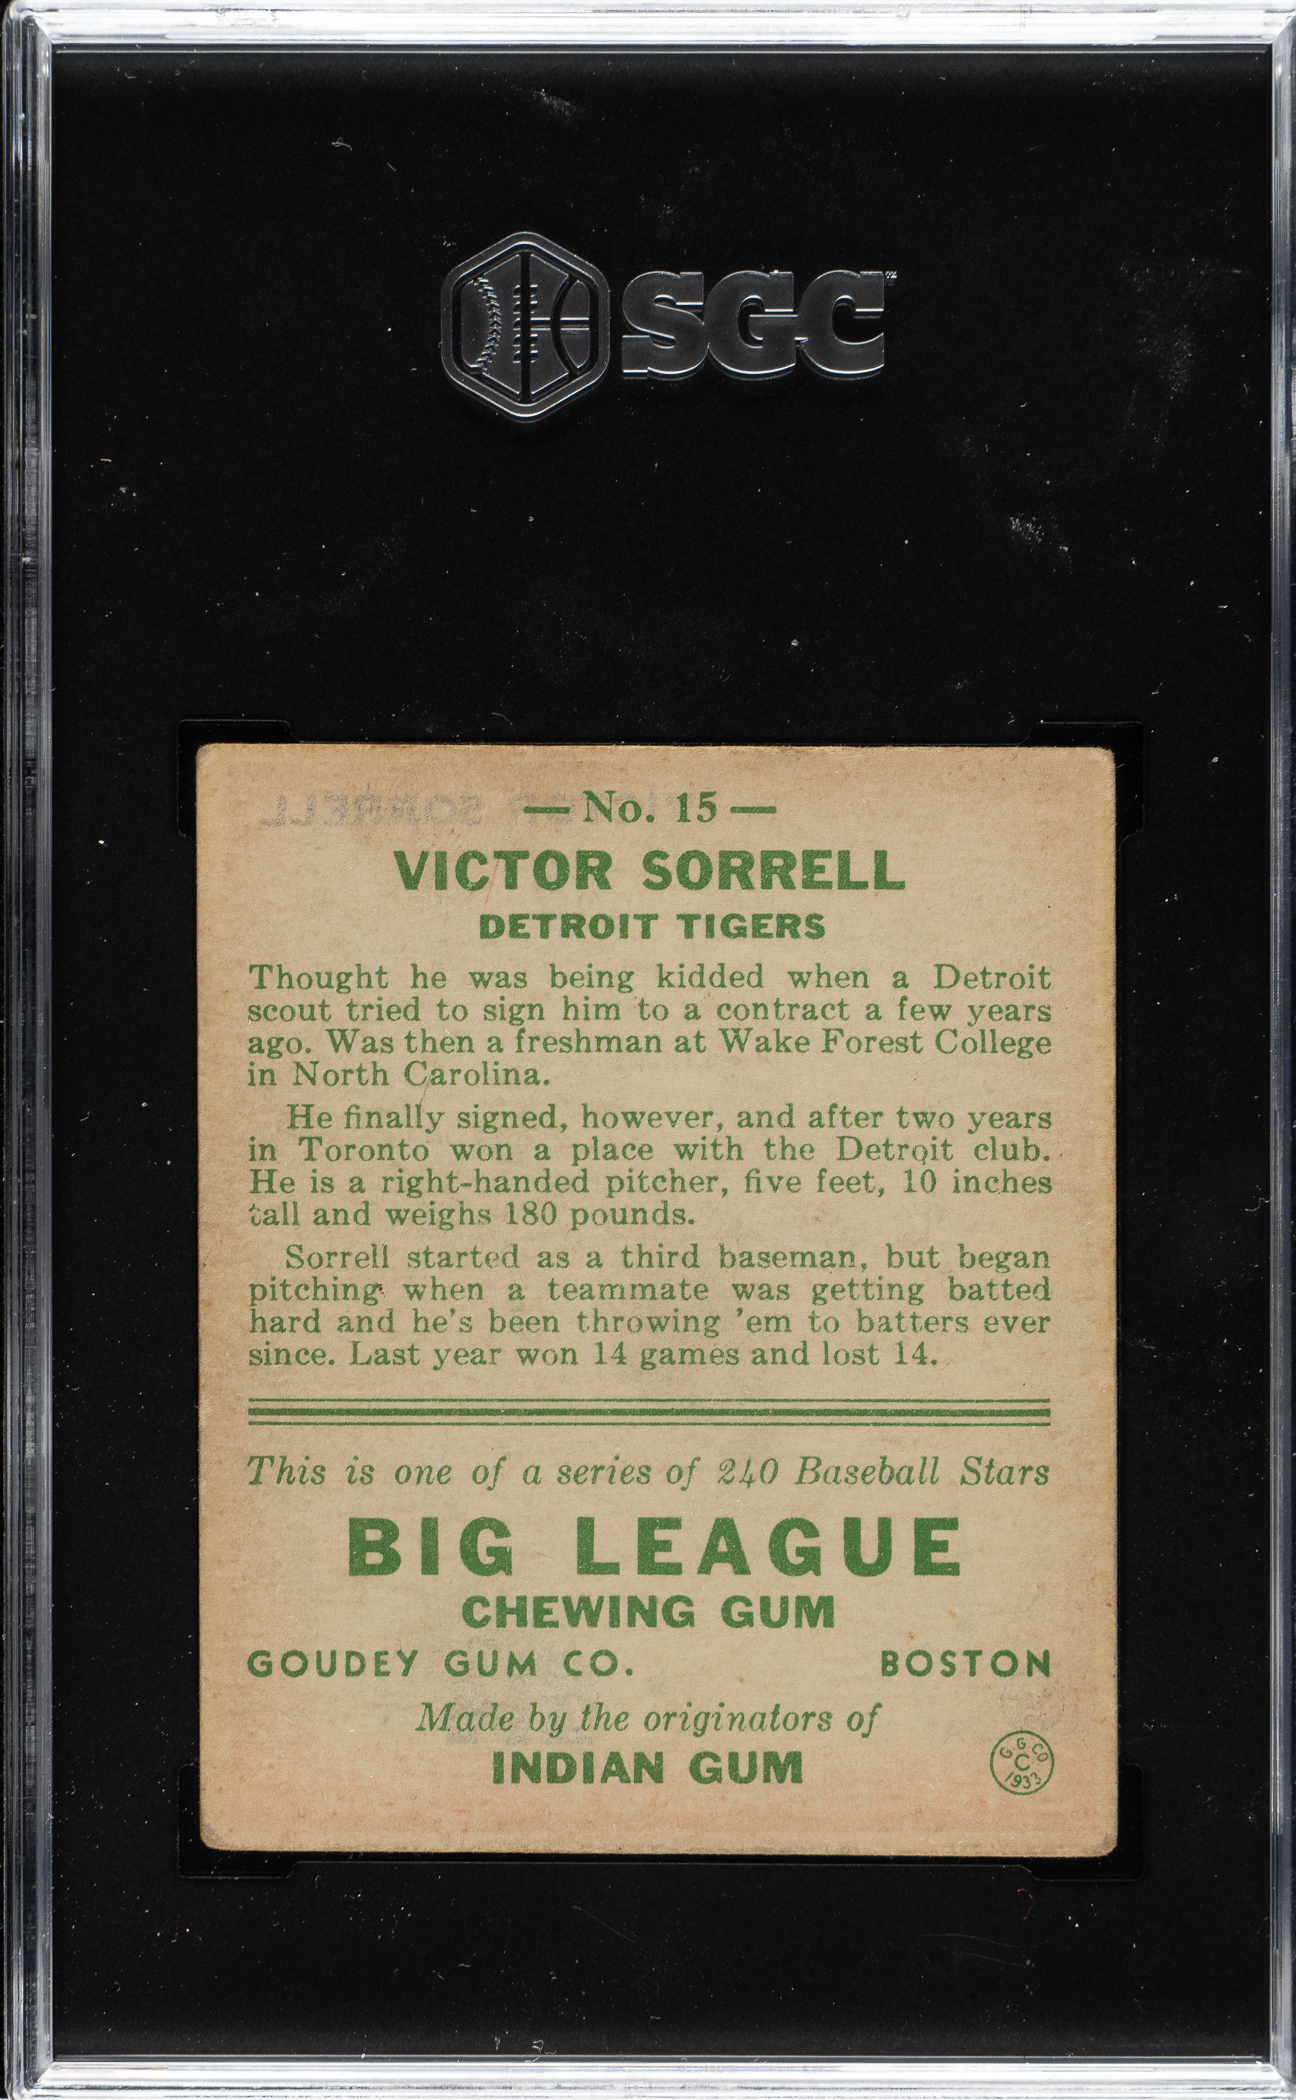 SGC
— No. 15 —
VICTOR SORRELL
DETROIT TIGERS
Thought he was being kidded when a Detroit
scout tried to sign him to a contract a few years
ago. Was then a freshman at Wake Forest College
in North Carolina.
He finally signed, however, and after two years
in Toronto won a place with the Detroit club.
He is a right-handed pitcher, five feet, 10 inches
tall and weighs 180 pounds.
Sorrell started as a third baseman, but began
pitching when a teammate was getting batted
hard and he's been throwing 'em to batters ever
since. Last year won 14 games and lost 14.
This is one of a series of 240 Baseball Stars
BIG LEAGUE
CHEWING GUM
GOUDEY GUM CO. BOSTON
Made by the originators of
INDIAN GUM
G. G. CO
C
1933